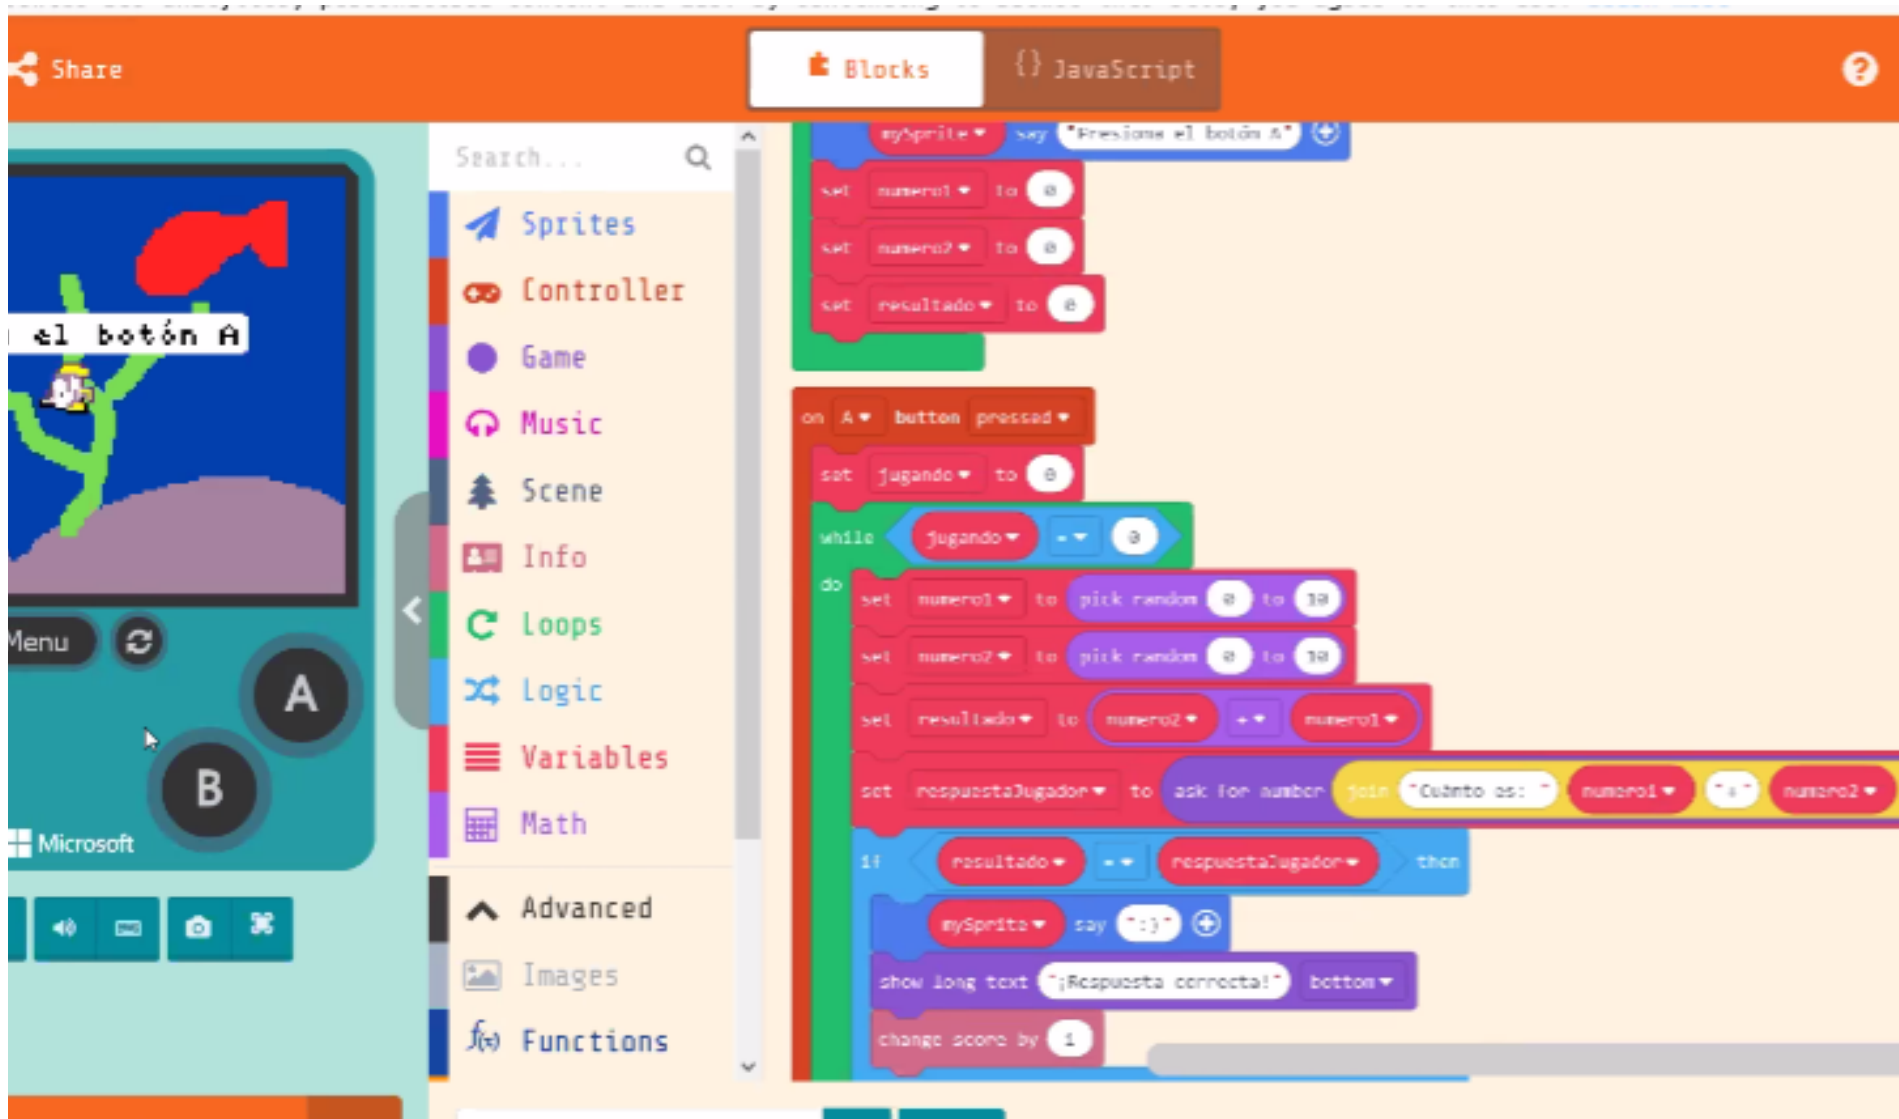 Share
Blocks
{} JavaScript
?
Search...
Sprites
Controller
Game
Music
Scene
Info
Loops
Logic
Variables
Math
Advanced
Images
f(x) Functions
el botón A
Menu
A
B
Microsoft
mySprite say "Presiona el botón A"
set numero1 to 0
set numero2 to 0
set resultado to 0
on A button pressed
set jugando to 0
while jugando = 0
do
set numero1 to pick random 0 to 10
set numero2 to pick random 0 to 10
set resultado to numero2 + numero1
set respuestaJugador to ask for number join "Cuánto es: " numero1 "+" numero2
if resultado = respuestaJugador then
mySprite say ":)"
show long text "¡Respuesta correcta!" bottom
change score by 1